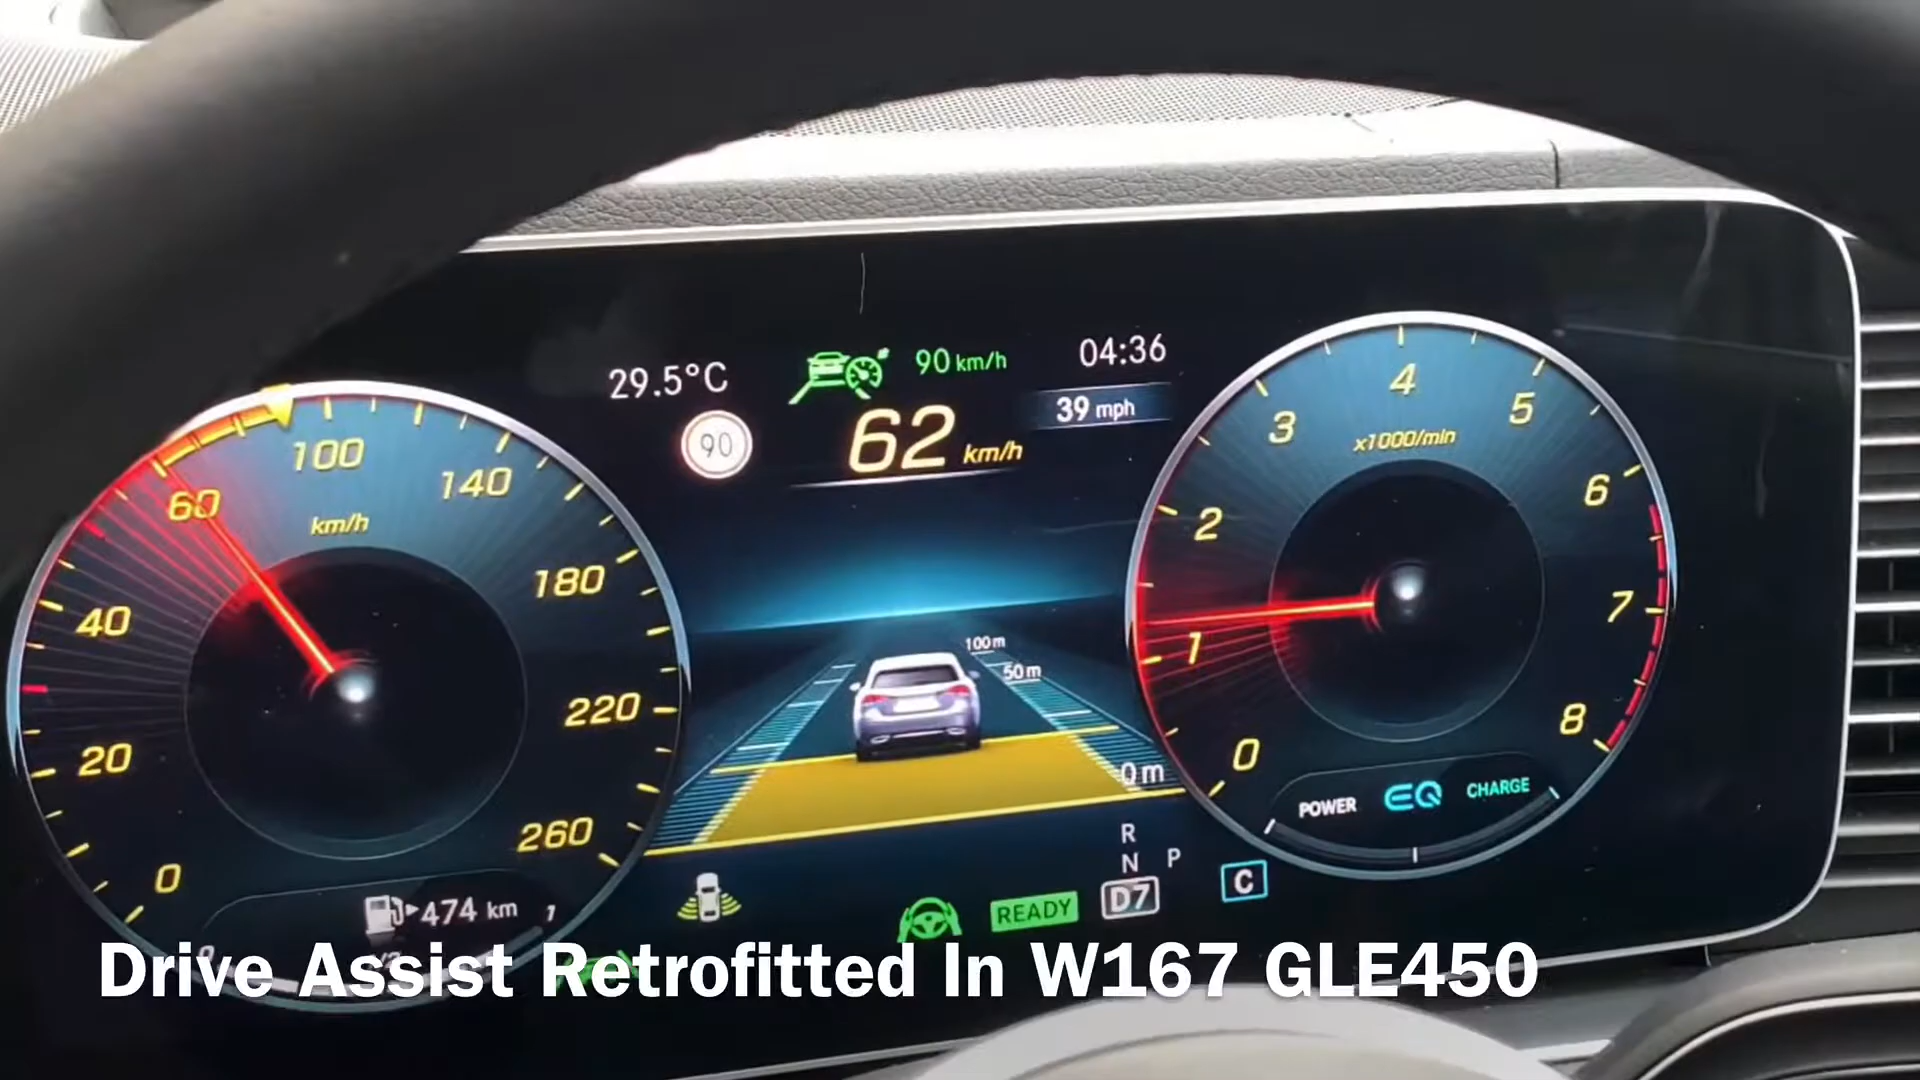 29.5°C
90 km/h
04:36
90
62 km/h
39 mph
0
20
40
60
100
140
180
220
260
km/h
474 km
1
100 m
50 m
0 m
R
N
P
D7
C
READY
0
1
2
3
4
5
6
7
8
x1000/min
POWER
EQ
CHARGE
Drive Assist Retrofitted In W167 GLE450